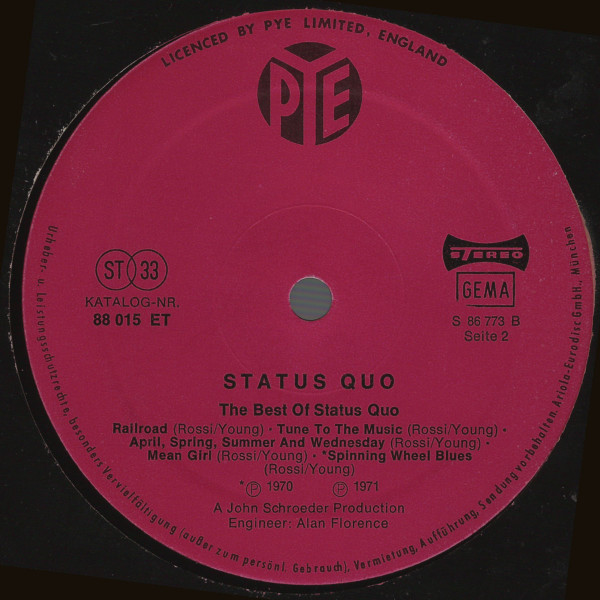 LICENCED BY PYE LIMITED, ENGLAND
PYE
ST 33
KATALOG-NR.
88 015 ET
STEREO
GEMA
S 86 773 B
Seite 2
STATUS QUO
The Best Of Status Quo
Railroad (Rossi/Young) · Tune To The Music (Rossi/Young) ·
April, Spring, Summer And Wednesday (Rossi/Young) ·
Mean Girl (Rossi/Young) · *Spinning Wheel Blues
(Rossi/Young)
*Ⓟ 1970 Ⓟ 1971
A John Schroeder Production
Engineer: Alan Florence
Urheber- u. Leistungsschutzrechte, besonders Vervielfältigung (außer zum persönl. Gebrauch), Vermietung, Aufführung, Sendung vorbehalten. Ariola-Eurodisc GmbH., München